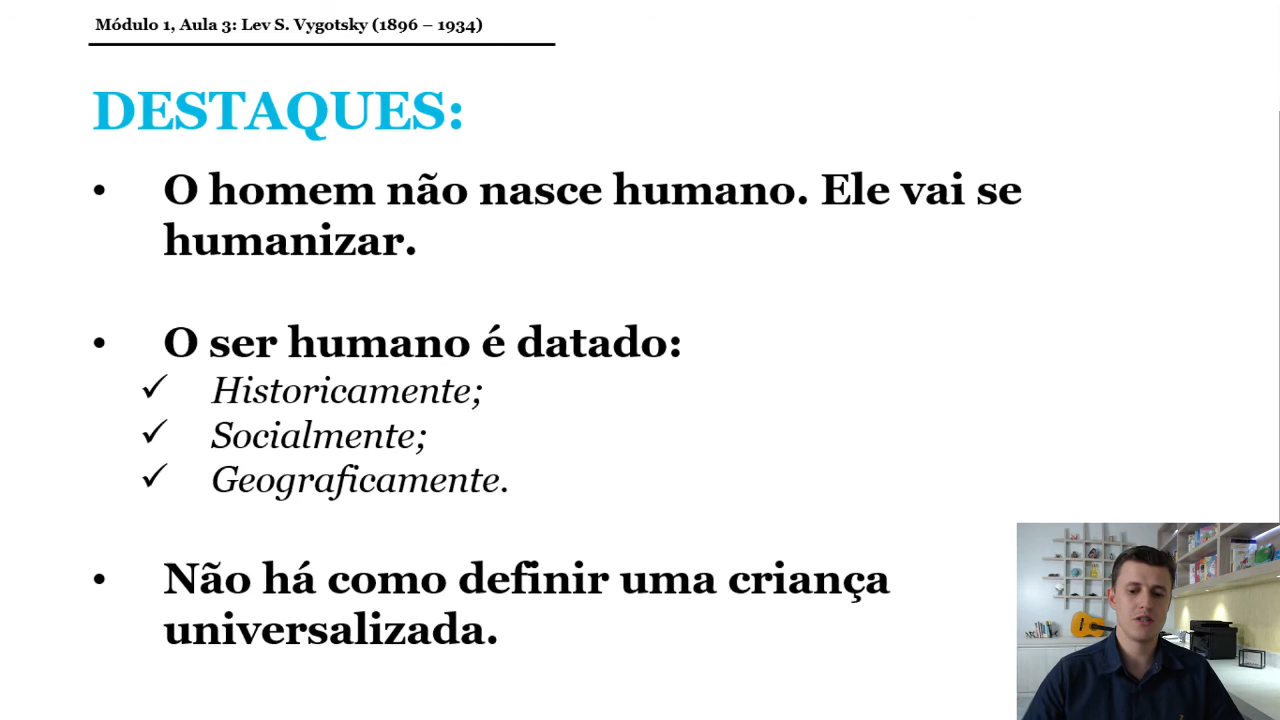 Módulo 1, Aula 3: Lev S. Vygotsky (1896 – 1934)
DESTAQUES:
• O homem não nasce humano. Ele vai se
humanizar.
• O ser humano é datado:
✓ Historicamente;
✓ Socialmente;
✓ Geograficamente.
• Não há como definir uma criança
universalizada.